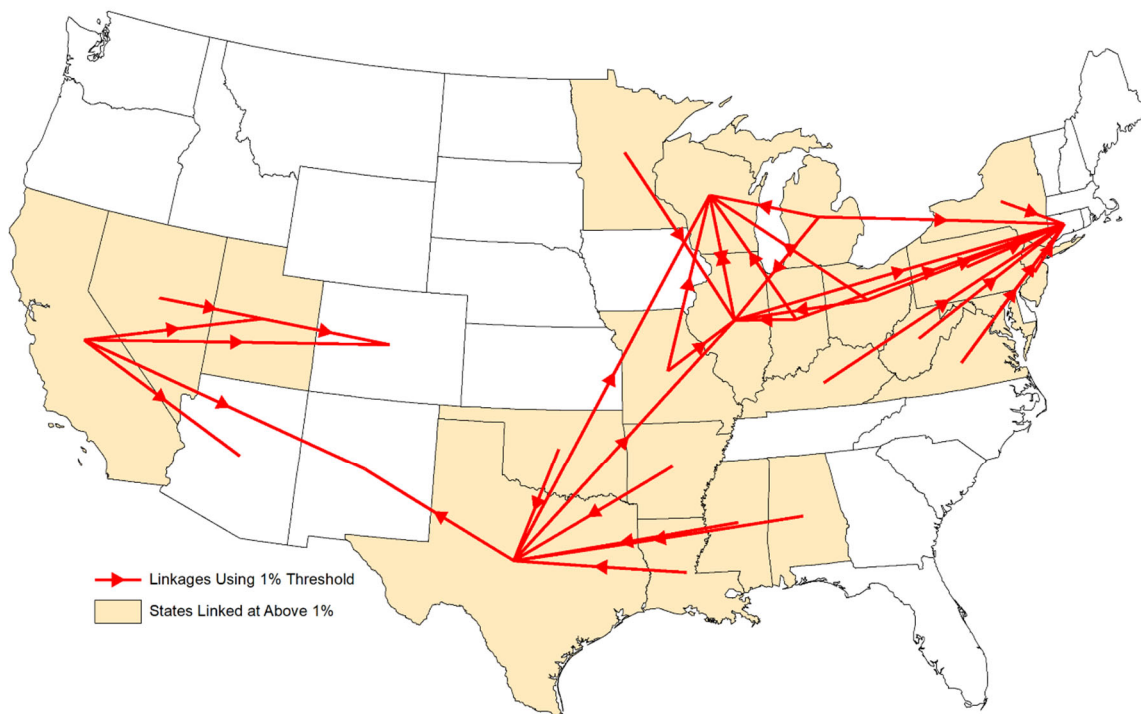 Linkages Using 1% Threshold
States Linked at Above 1%